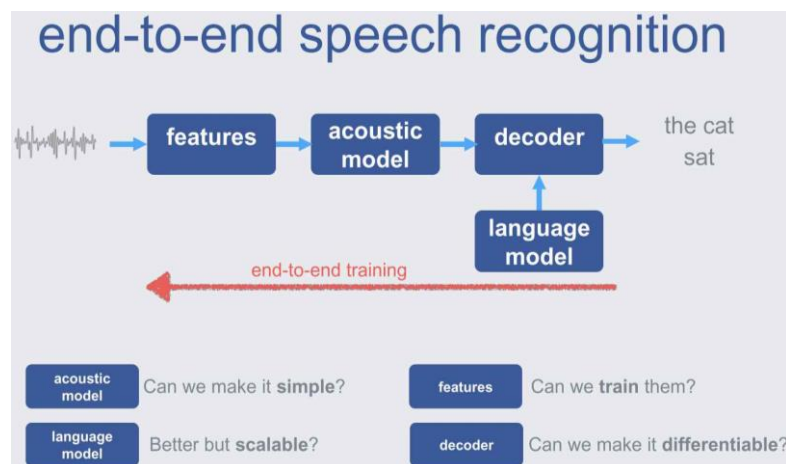 end-to-end speech recognition
features
acoustic
model
decoder
the cat
sat
language
model
end-to-end training
acoustic
model
Can we make it simple?
features
Can we train them?
language
model
Better but scalable?
decoder
Can we make it differentiable?